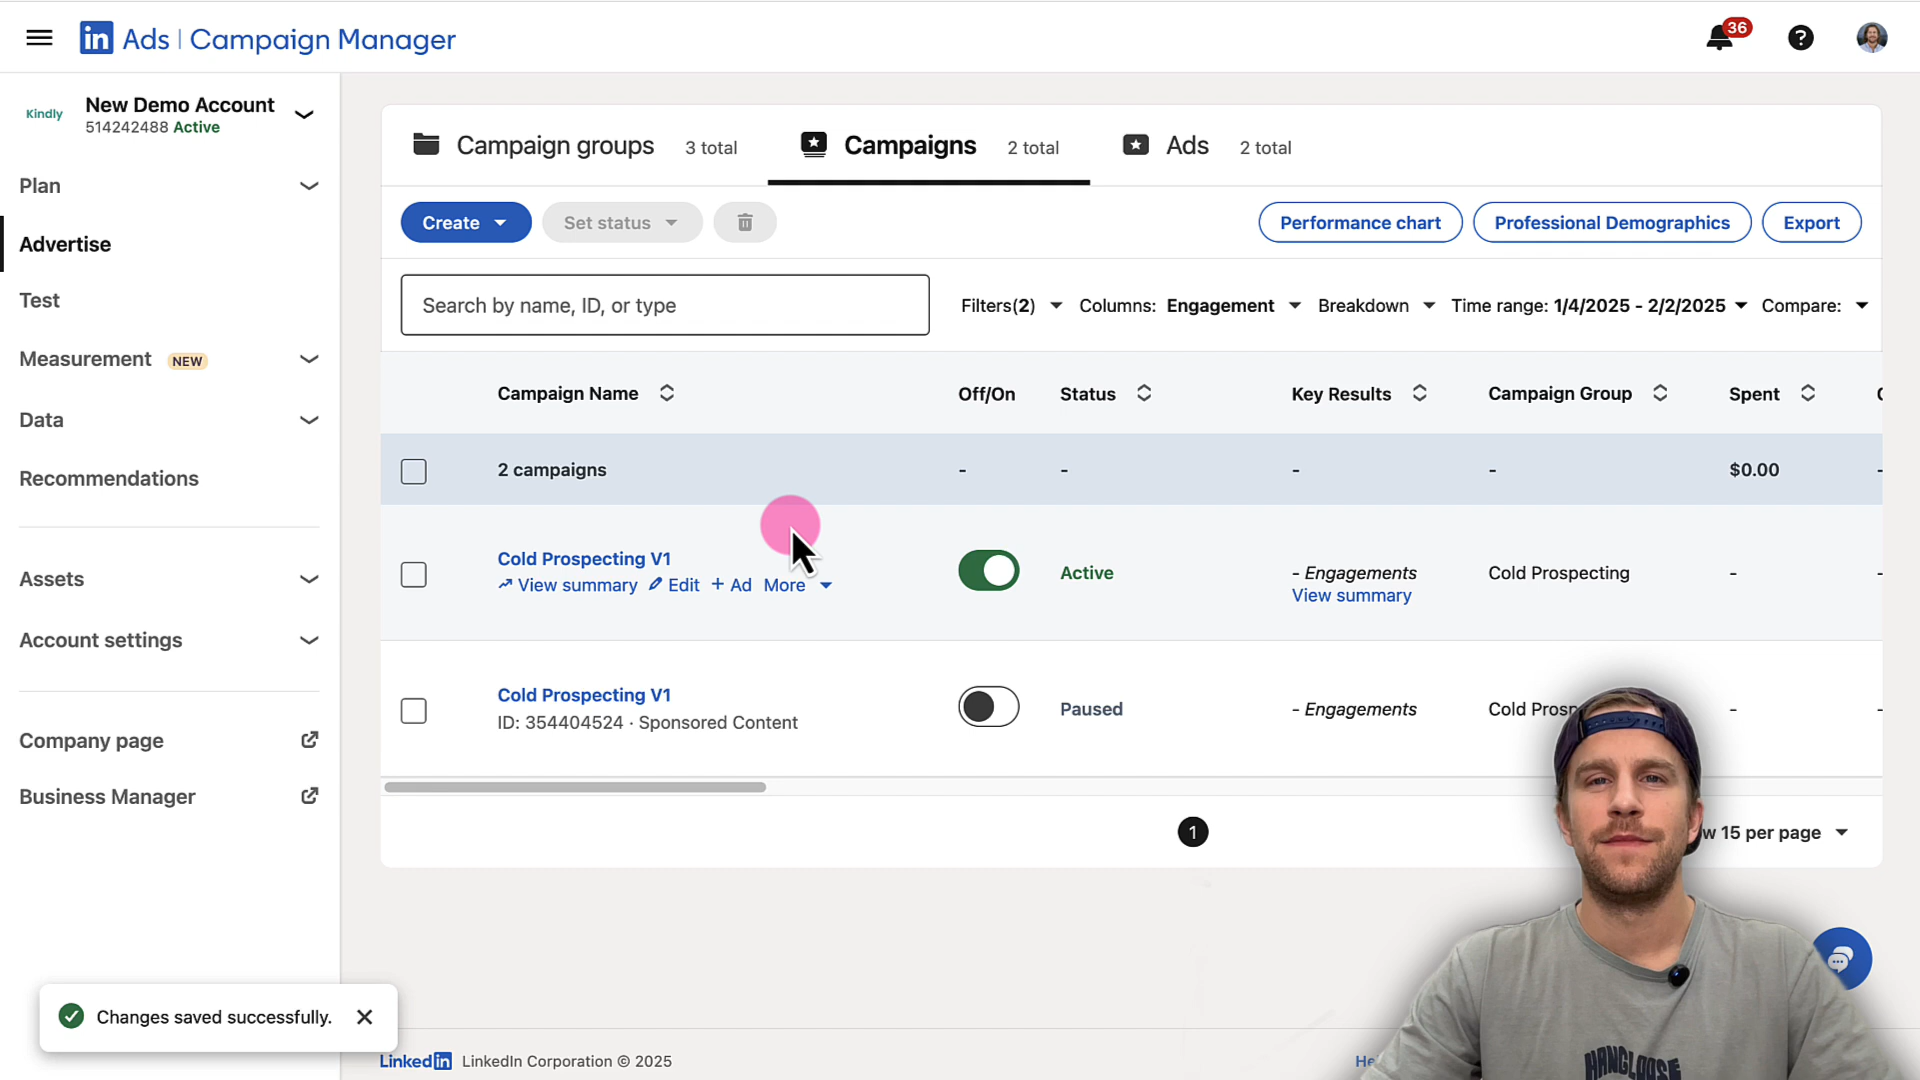 in Ads | Campaign Manager
36
?
Kindly
New Demo Account
514242488 Active
Plan
Advertise
Test
Measurement NEW
Data
Recommendations
Assets
Account settings
Company page
Business Manager
Campaign groups 3 total
Campaigns 2 total
Ads 2 total
Create
Set status
Performance chart
Professional Demographics
Export
Search by name, ID, or type
Filters(2)
Columns: Engagement
Breakdown
Time range: 1/4/2025 - 2/2/2025
Compare:
Campaign Name Off/On Status Key Results Campaign Group Spent
2 campaigns - - - - $0.00 -
Cold Prospecting V1
View summary Edit + Ad More
Active
- Engagements
View summary
Cold Prospecting
-
-
Cold Prospecting V1
ID: 354404524 · Sponsored Content
Paused
- Engagements
Cold
-
-
1
15 per page
Changes saved successfully.
LinkedIn LinkedIn Corporation © 2025
HANGLOOSE